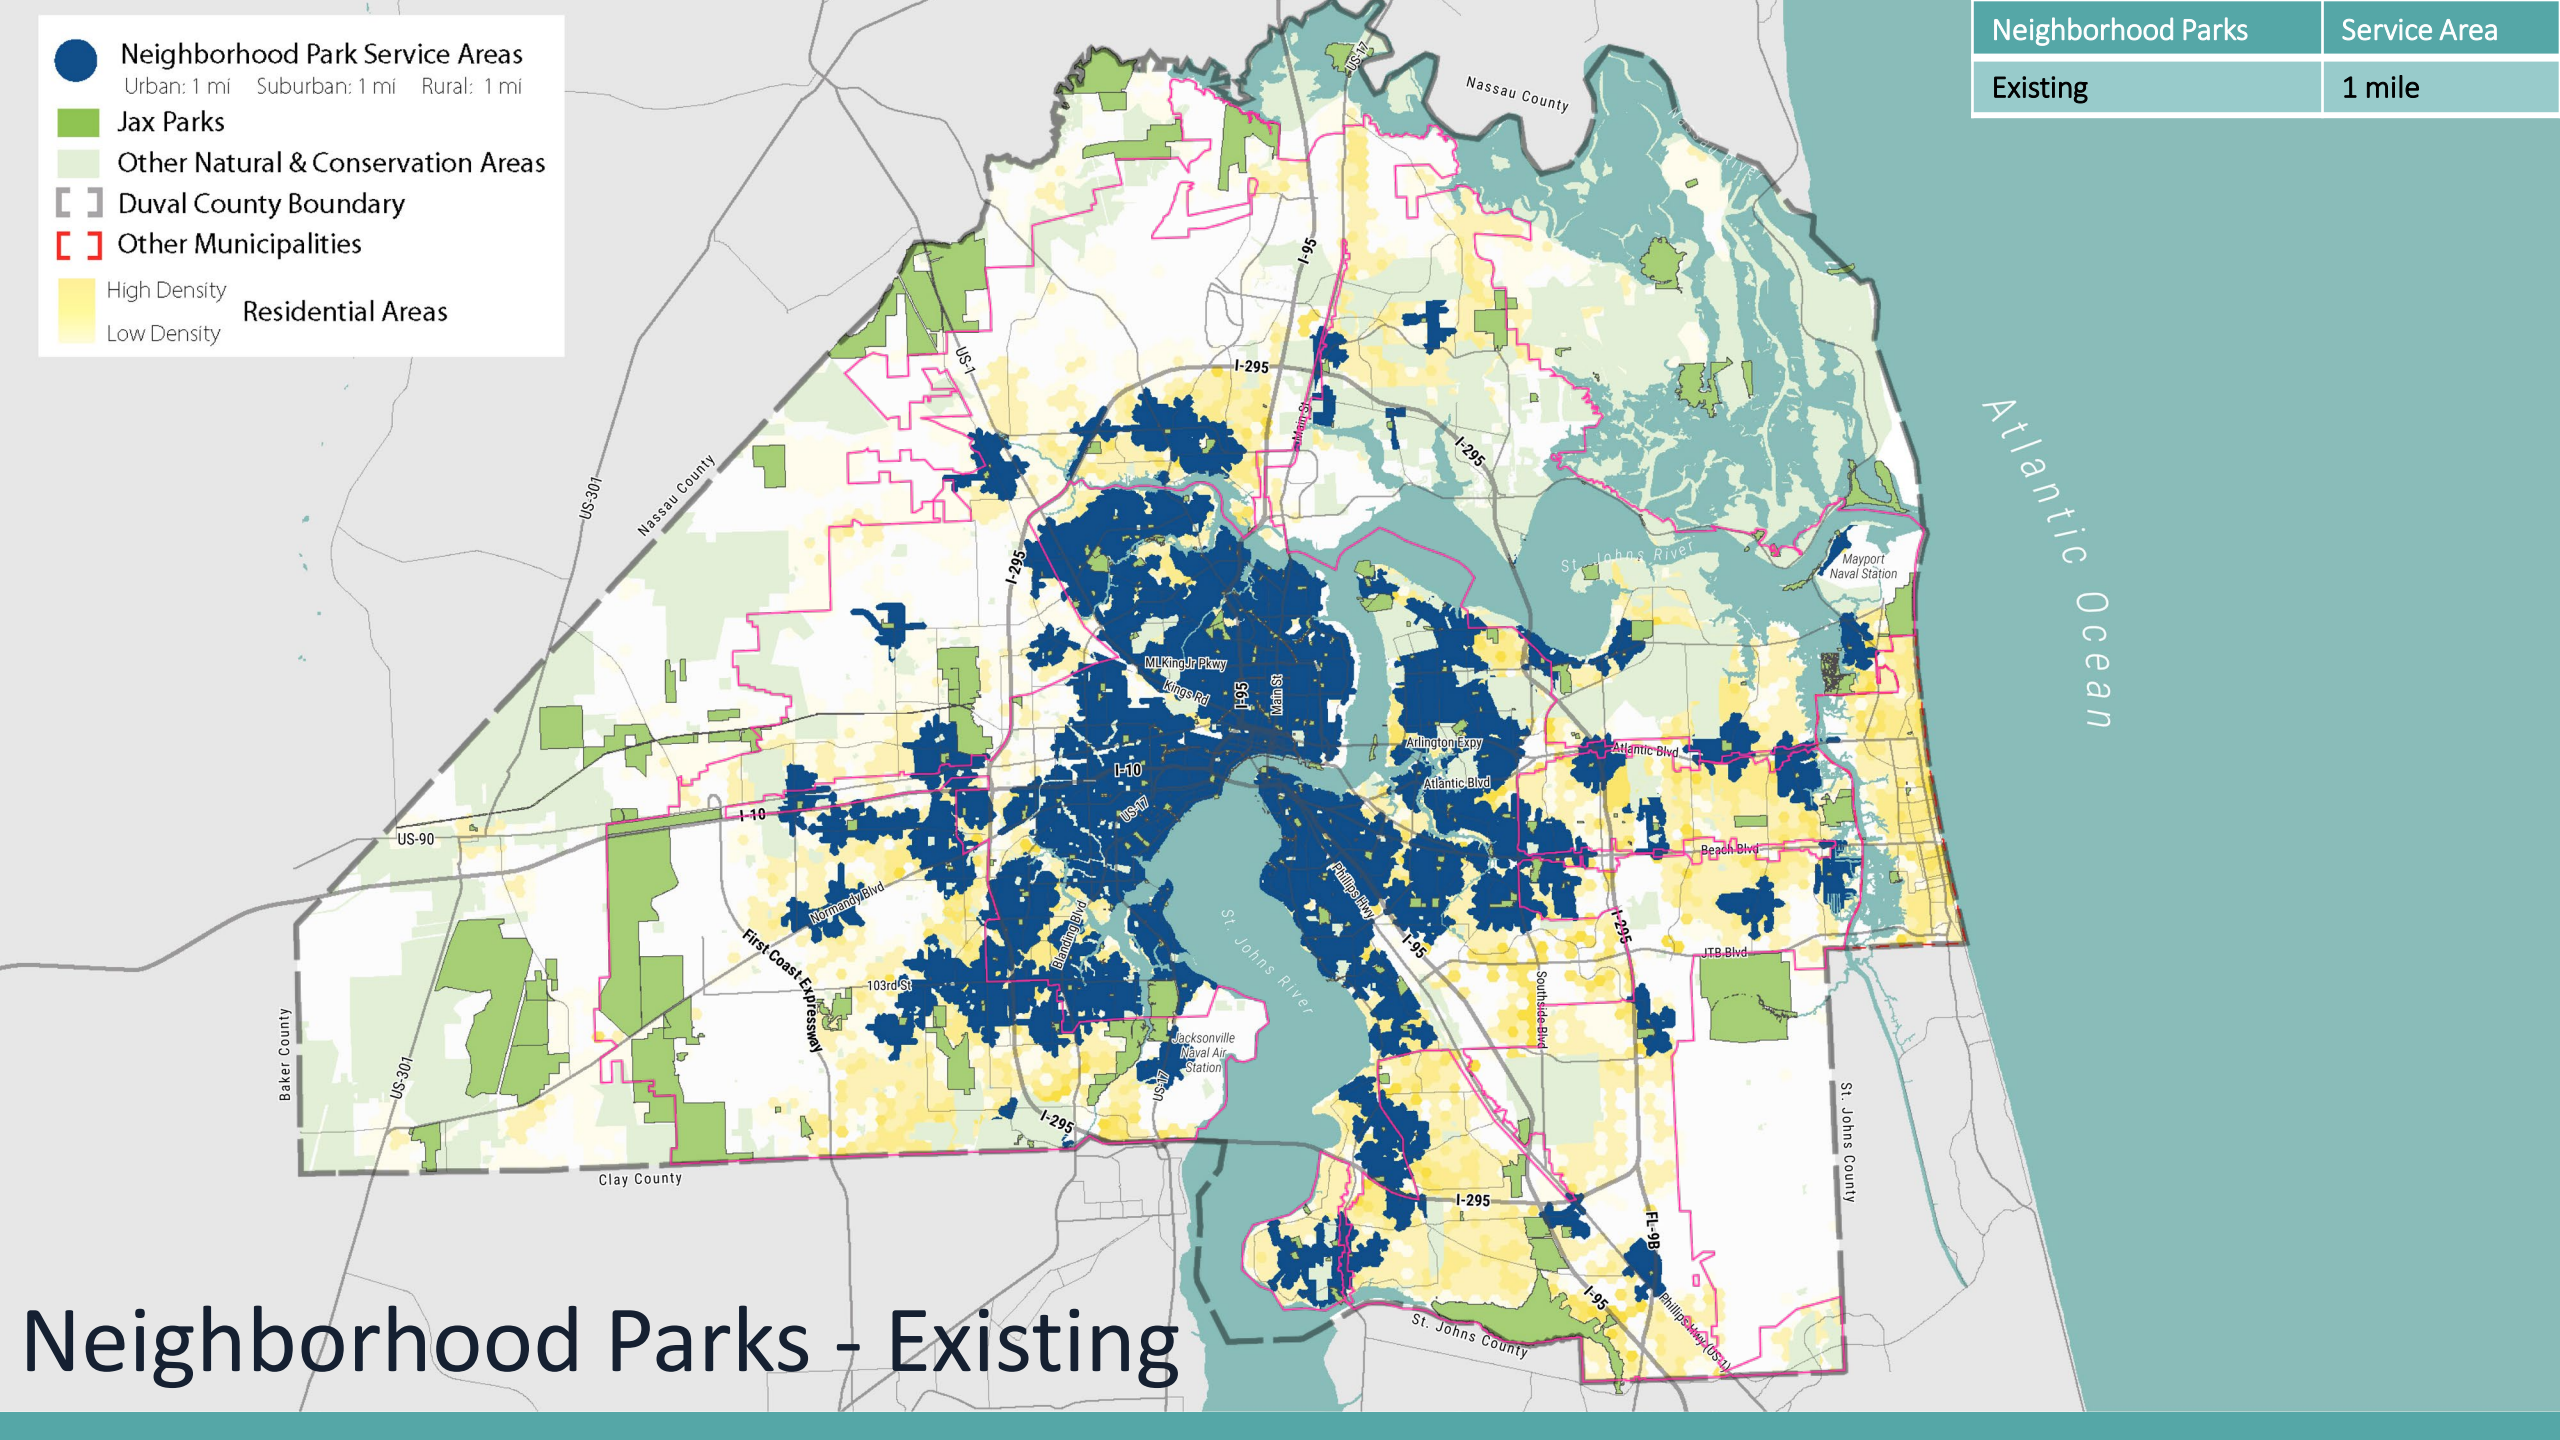 Neighborhood Park Service Areas
Urban: 1 mi Suburban: 1 mi Rural: 1 mi
Jax Parks
Other Natural & Conservation Areas
Duval County Boundary
Other Municipalities
High Density
Residential Areas
Low Density
Neighborhood Parks Service Area
Existing 1 mile
US-17
Nassau County
Nassau River
I-95
US-1
I-295
Main St
I-295
Atlantic Ocean
US-301
Nassau County
I-295
St. Johns River
Mayport
Naval Station
MLKingJr Pkwy
Kings Rd
I-95
Main St
Arlington Expy
Atlantic Blvd
Atlantic Blvd
I-10
US-17
I-10
US-90
Beach Blvd
Phillips Hwy
Normandy Blvd
Blanding Blvd
First Coast Expressway
I-295
I-95
JTB Blvd
St. Johns River
103rd St
Southside Blvd
Jacksonville
Naval Air
Station
Baker County
US-301
US-17
I-295
St. Johns County
Clay County
I-295
FL-9B
I-95
Phillips Hwy (US-1)
St. Johns County
Neighborhood Parks - Existing